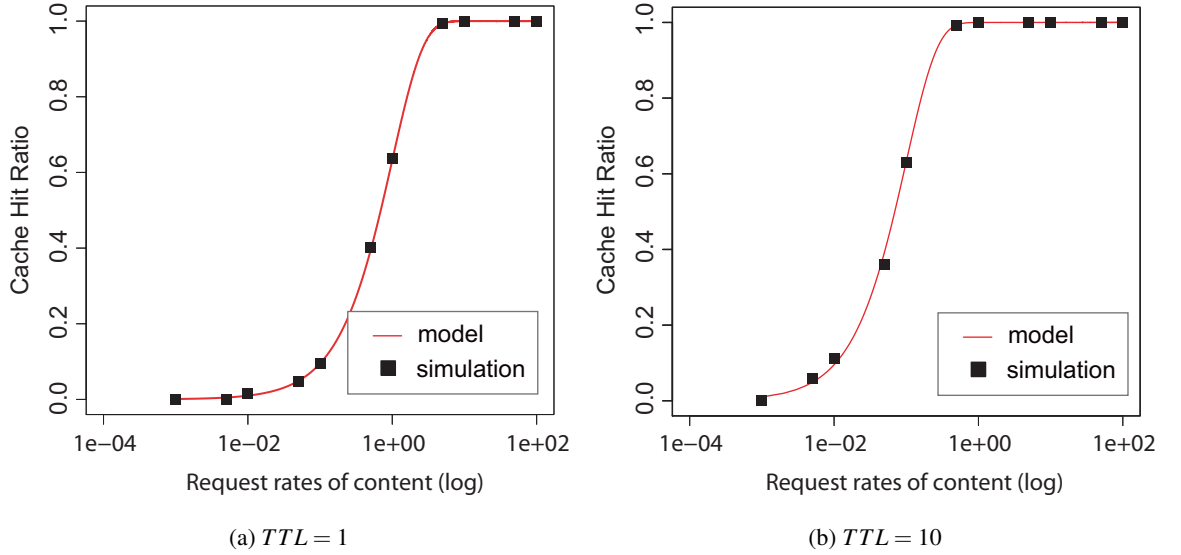 Cache Hit Ratio
1.0
0.8
0.6
0.4
0.2
0.0
model
simulation
1e−04 1e−02 1e+00 1e+02
Request rates of content (log)
(a) TTL = 1
Cache Hit Ratio
1.0
0.8
0.6
0.4
0.2
0.0
model
simulation
1e−04 1e−02 1e+00 1e+02
Request rates of content (log)
(b) TTL = 10